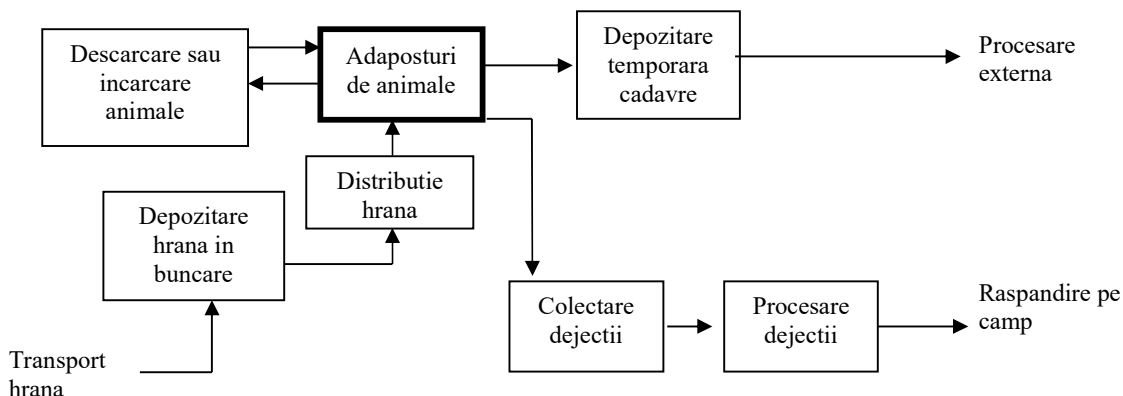 Descarcare sau
incarcare
animale
Adaposturi
de animale
Depozitare
temporara
cadavre
Procesare
externa
Distributie
hrana
Depozitare
hrana in
buncare
Colectare
dejectii
Procesare
dejectii
Raspandire pe
camp
Transport
hrana